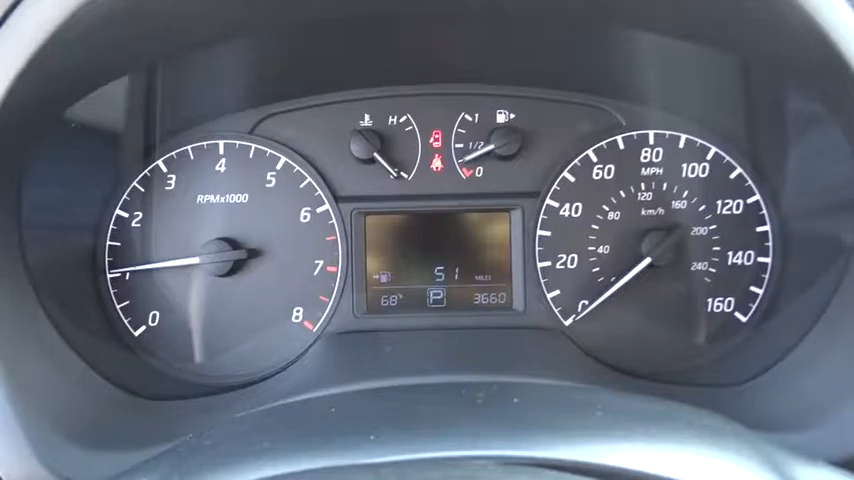 H 1
1/2
C 0
0 1 2 3 4 5 6 7 8
RPMx1000
0 20 40 60 80 100 120 140 160
MPH
km/h
40 80 120 160 200 240
51 MILES
68°F P 3660